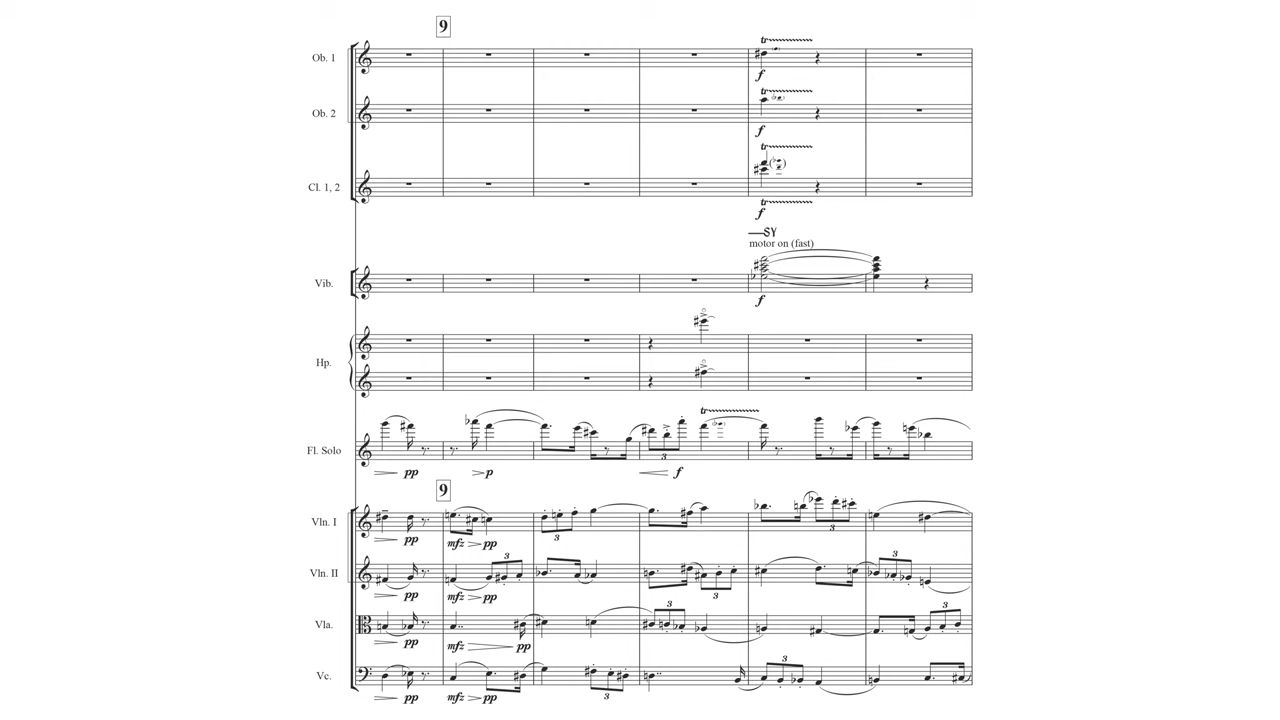 9
Ob. 1
tr
f
Ob. 2
tr
f
Cl. 1, 2
tr
tr
f
SY
motor on (fast)
Vib.
f
Hp.
tr
Fl. Solo
3
pp
p
f
9
Vln. I
3
3
pp
mfz
pp
Vln. II
3
3
3
pp
mfz
pp
Vla.
3
3
pp
mfz
pp
Vc.
3
3
pp
mfz
pp